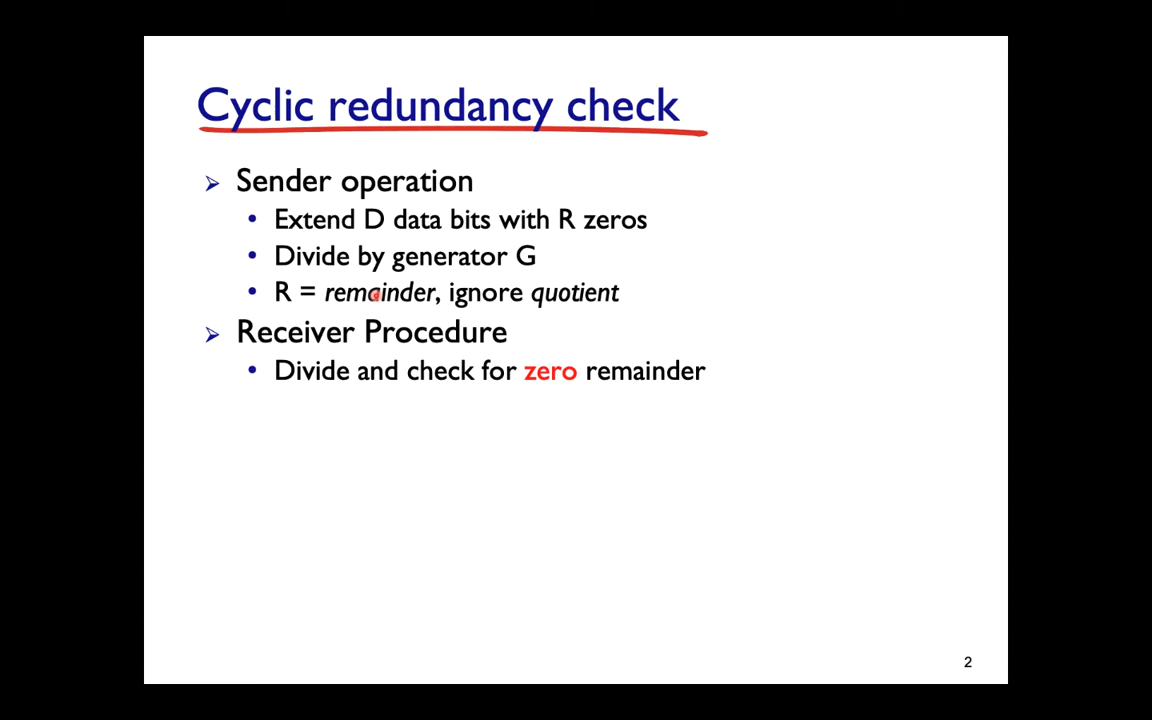 Cyclic redundancy check
➢ Sender operation
• Extend D data bits with R zeros
• Divide by generator G
• R = remainder, ignore quotient
➢ Receiver Procedure
• Divide and check for zero remainder
2